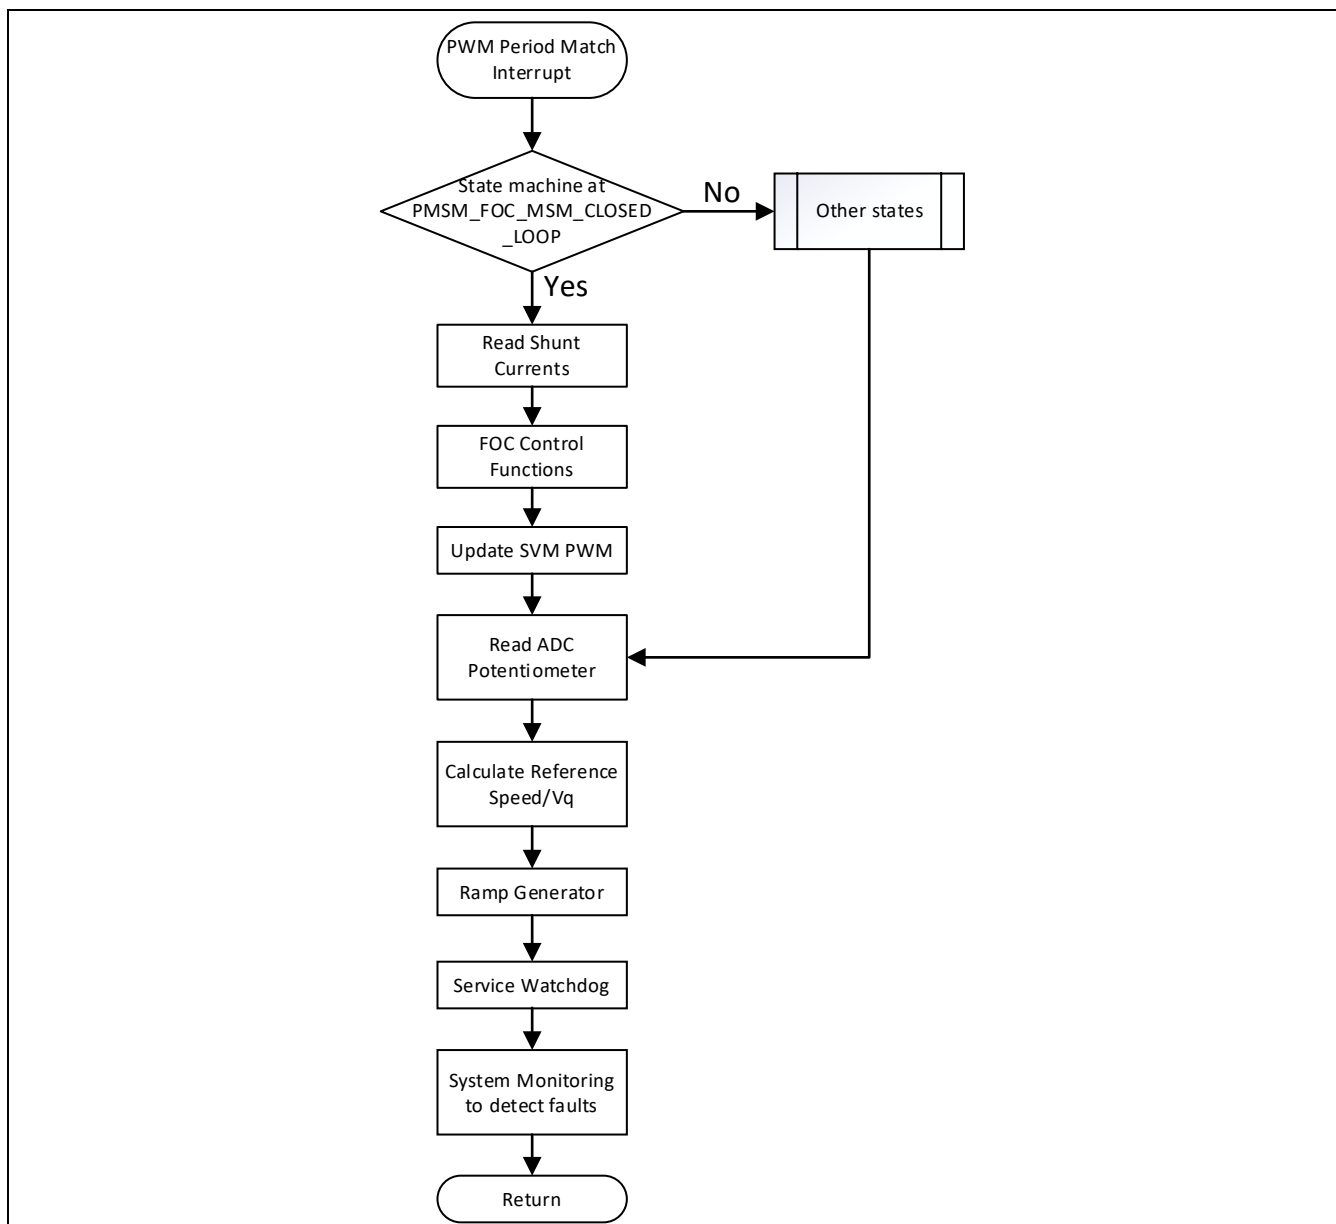 PWM Period Match
Interrupt
State machine at
PMSM_FOC_MSM_CLOSED
_LOOP
No
Other states
Yes
Read Shunt
Currents
FOC Control
Functions
Update SVM PWM
Read ADC
Potentiometer
Calculate Reference
Speed/Vq
Ramp Generator
Service Watchdog
System Monitoring
to detect faults
Return